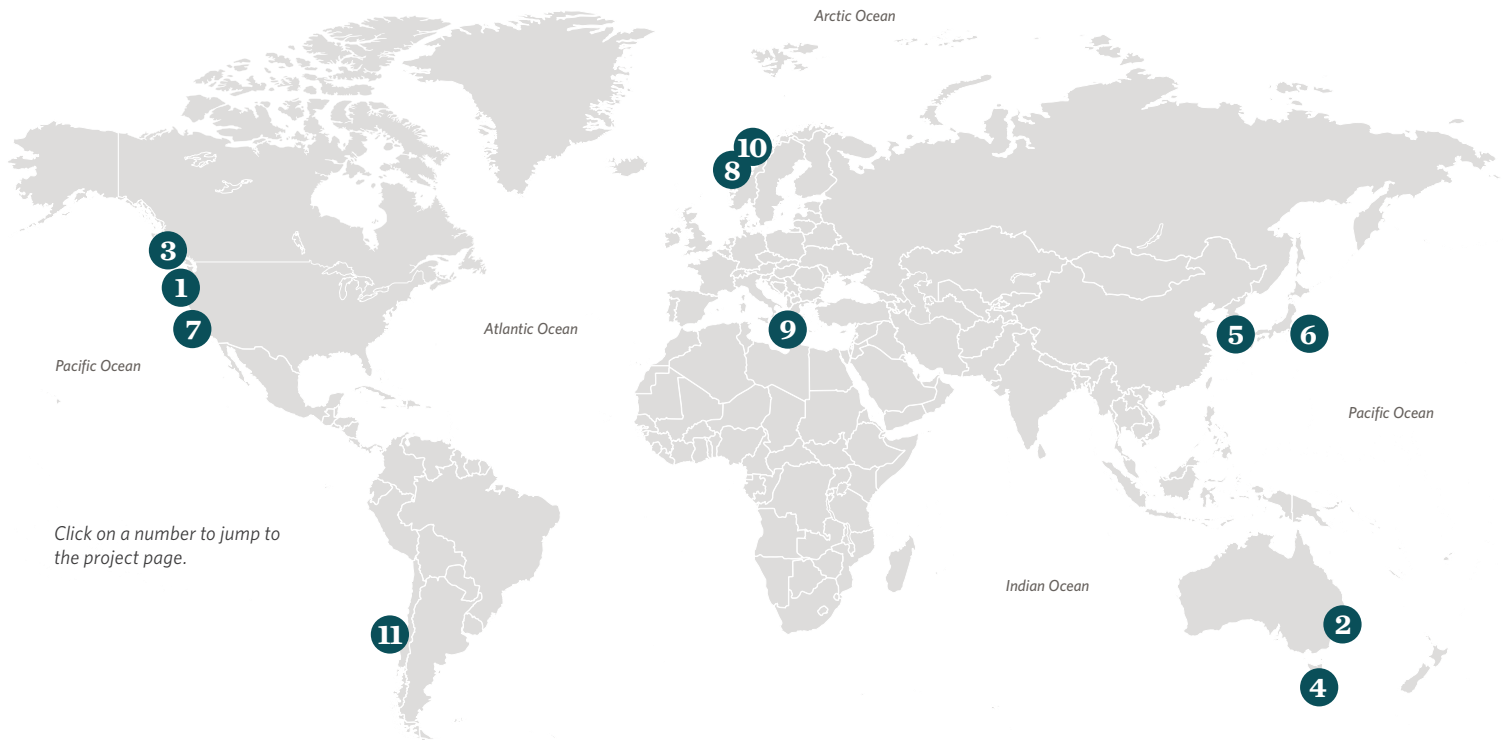 Arctic Ocean
10
8
3
1
7
Atlantic Ocean
9
5
6
Pacific Ocean
Pacific Ocean
Click on a number to jump to
the project page.
Indian Ocean
11
2
4